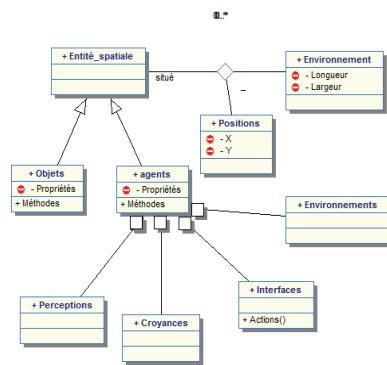 + Entité_spatiale
situé
+ Environnement
- Longueur
- Largeur
+ Positions
- X
- Y
+ Objets
- Propriétés
+ Méthodes
+ agents
- Propriétés
+ Méthodes
+ Environnements
+ Perceptions
+ Croyances
+ Interfaces
+ Actions()